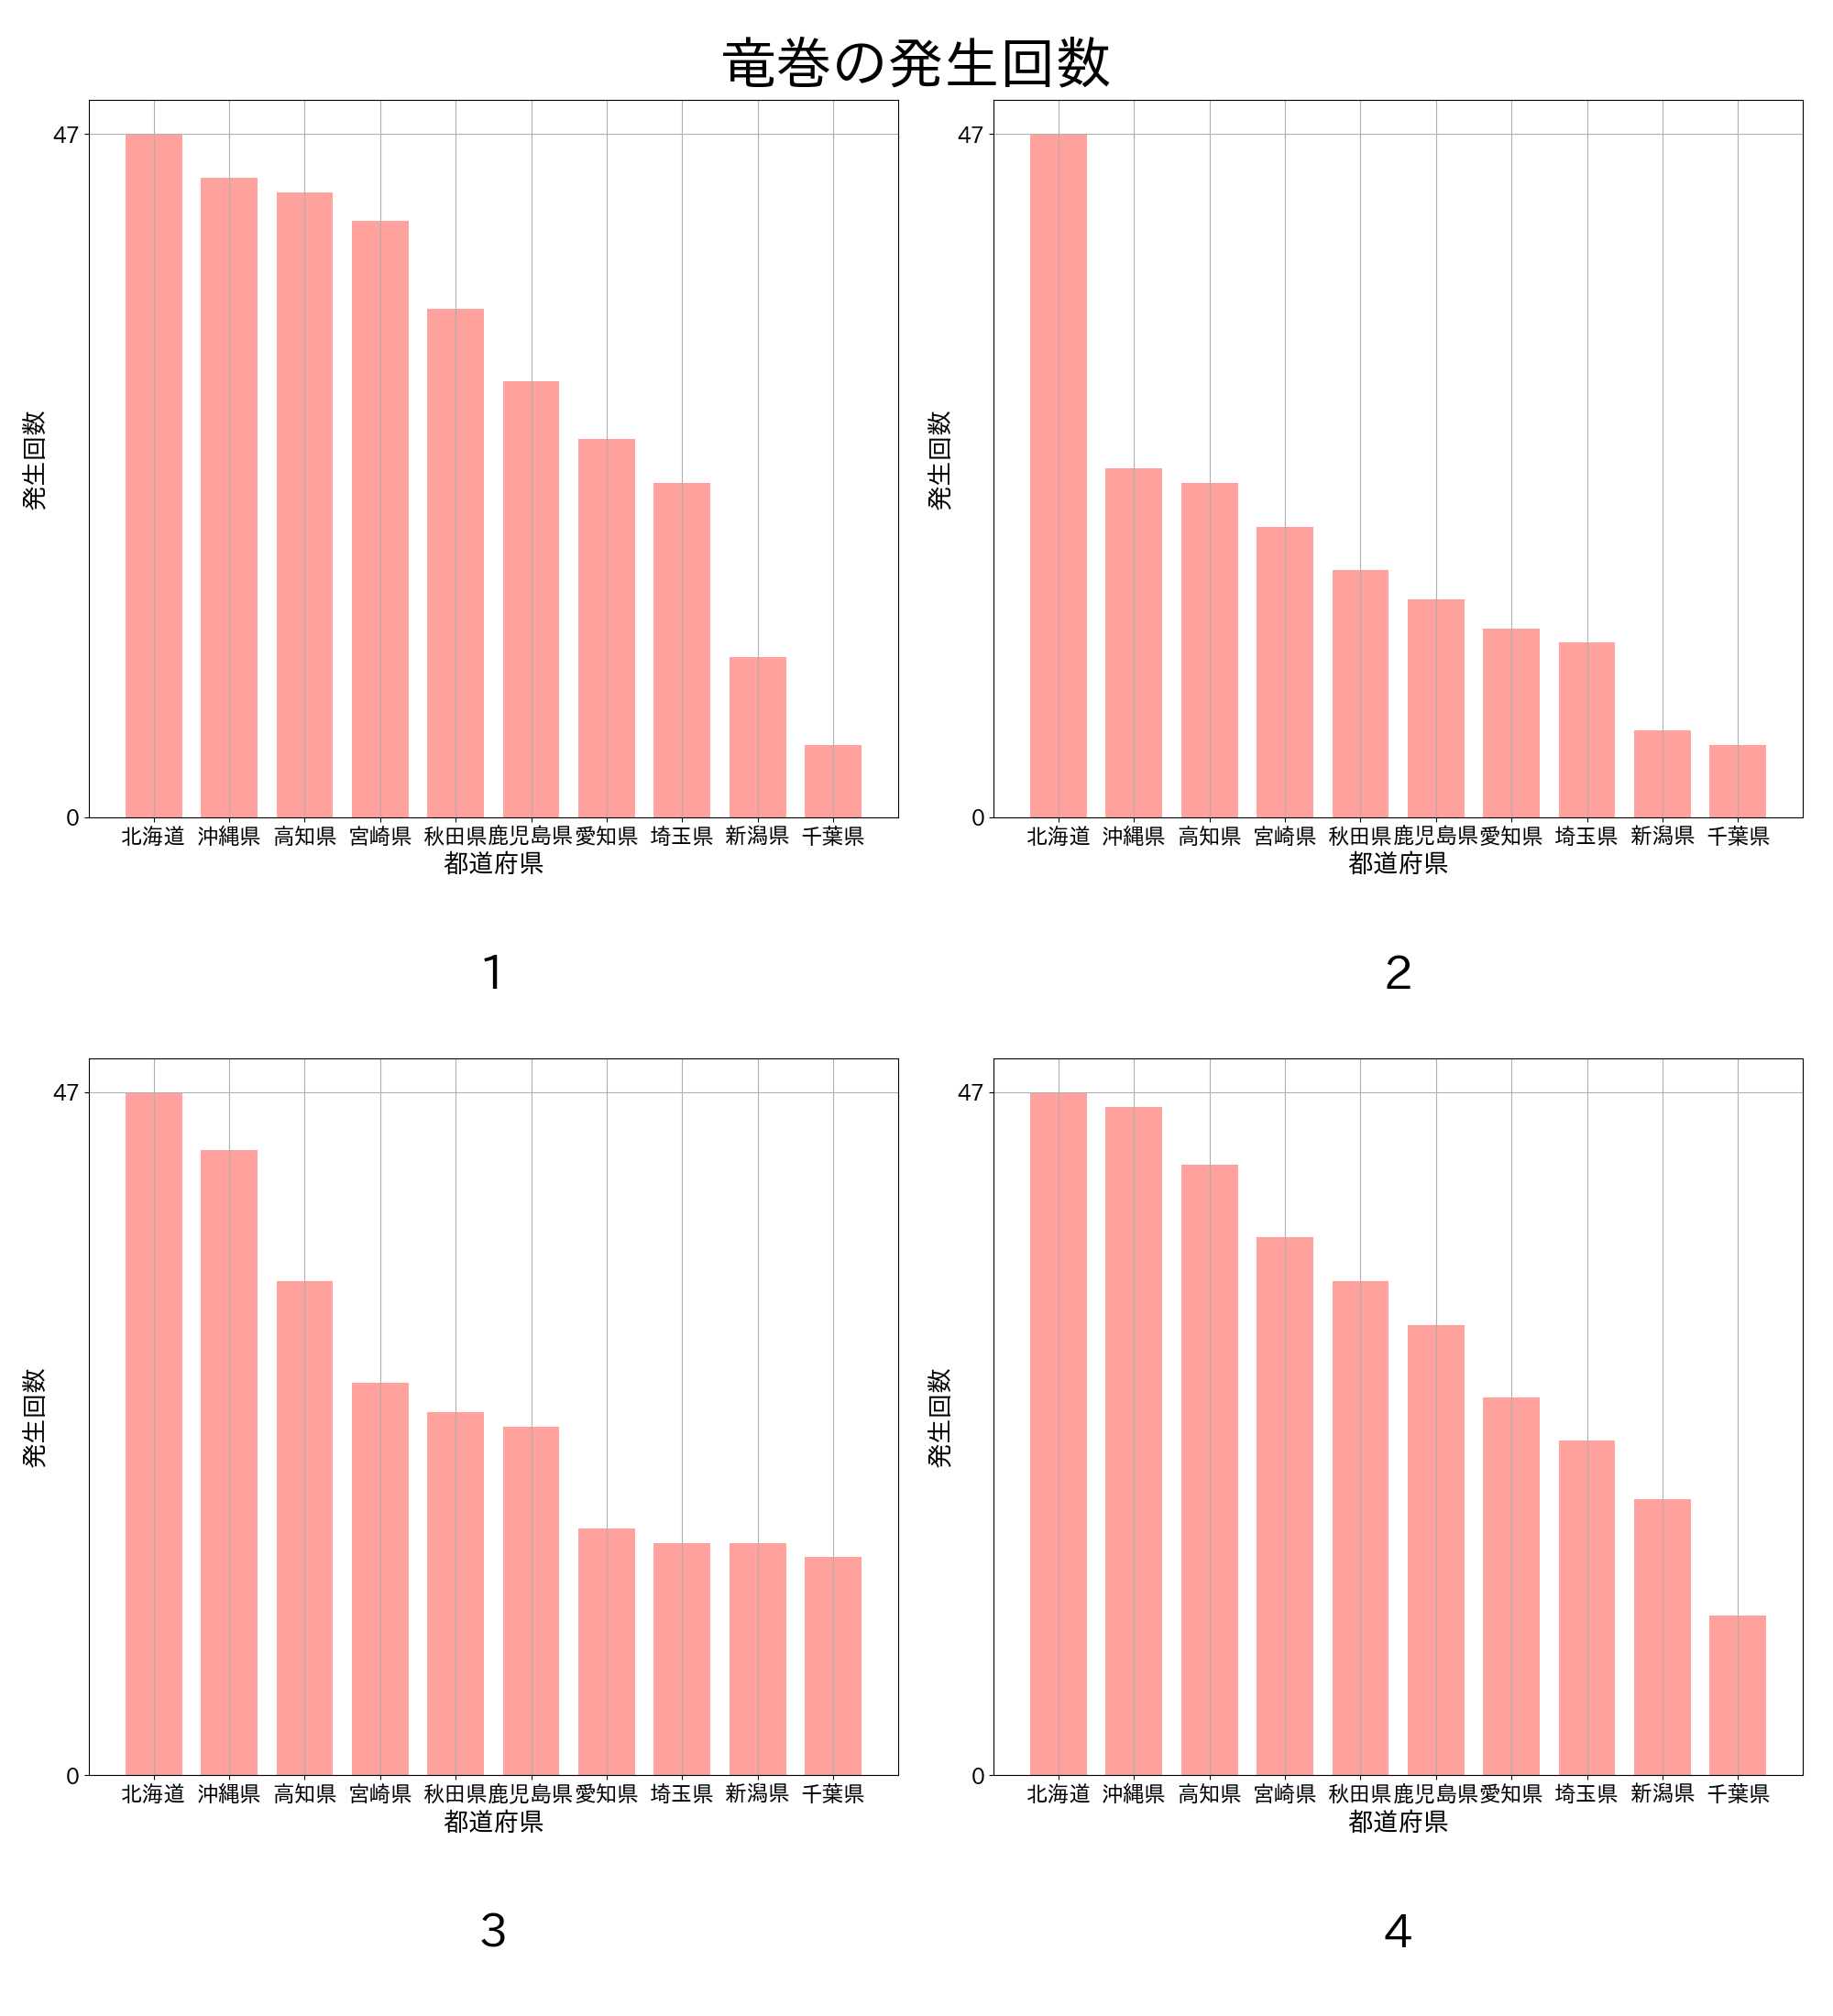 竜巻の発生回数
47
発生回数
0
北海道 沖縄県 高知県 宮崎県 秋田県 鹿児島県 愛知県 埼玉県 新潟県 千葉県
都道府県
1
47
発生回数
0
北海道 沖縄県 高知県 宮崎県 秋田県 鹿児島県 愛知県 埼玉県 新潟県 千葉県
都道府県
2
47
発生回数
0
北海道 沖縄県 高知県 宮崎県 秋田県 鹿児島県 愛知県 埼玉県 新潟県 千葉県
都道府県
3
47
発生回数
0
北海道 沖縄県 高知県 宮崎県 秋田県 鹿児島県 愛知県 埼玉県 新潟県 千葉県
都道府県
4